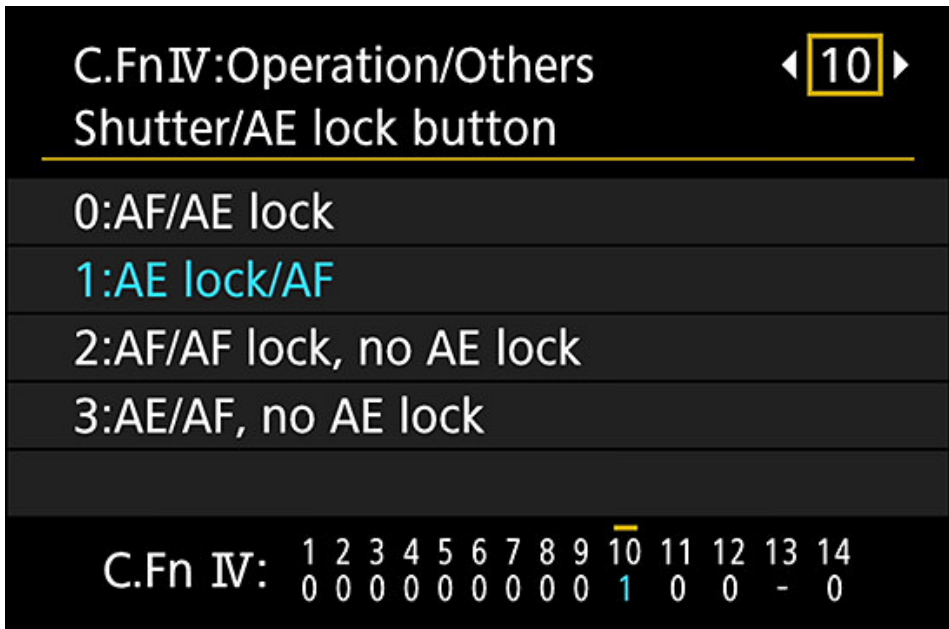 C.FnⅣ:Operation/Others 10
Shutter/AE lock button
0:AF/AE lock
1:AE lock/AF
2:AF/AF lock, no AE lock
3:AE/AF, no AE lock
1 2 3 4 5 6 7 8 9 10 11 12 13 14
C.Fn Ⅳ:
0 0 0 0 0 0 0 0 0 1 0 0 - 0